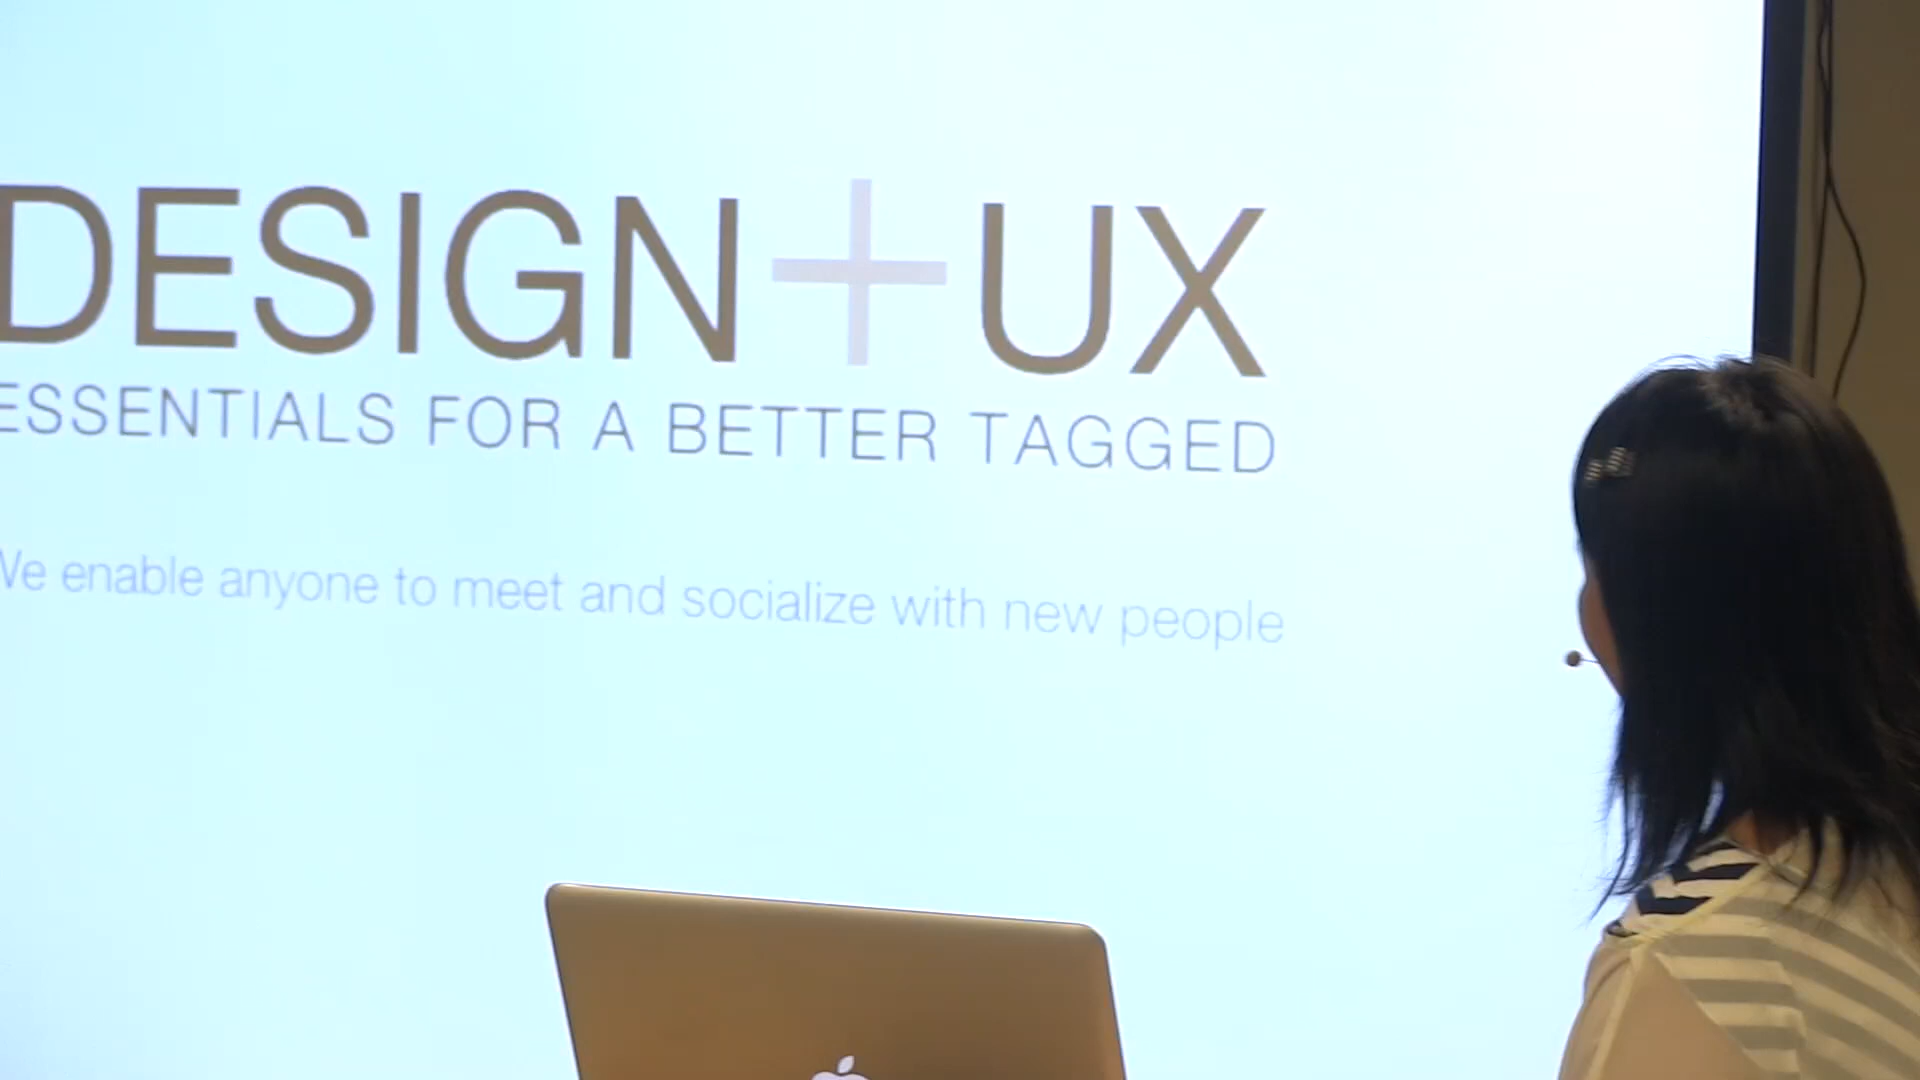 DESIGN+UX
ESSENTIALS FOR A BETTER TAGGED
We enable anyone to meet and socialize with new people